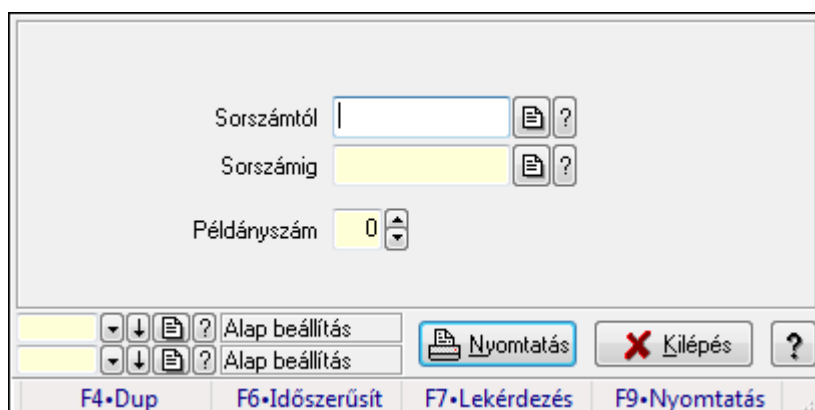 Sorszámtól ?
Sorszámig ?
Példányszám 0
? Alap beállítás
? Alap beállítás
Nyomtatás Kilépés ?
F4•Dup F6•Időszerűsít F7•Lekérdezés F9•Nyomtatás